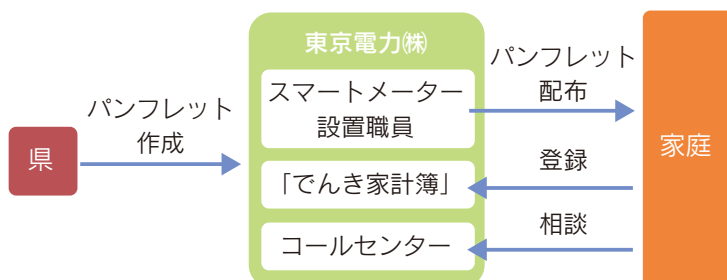 県
パンフレット
作成
東京電力㈱
スマートメーター
設置職員
「でんき家計簿」
コールセンター
パンフレット
配布
登録
相談
家庭